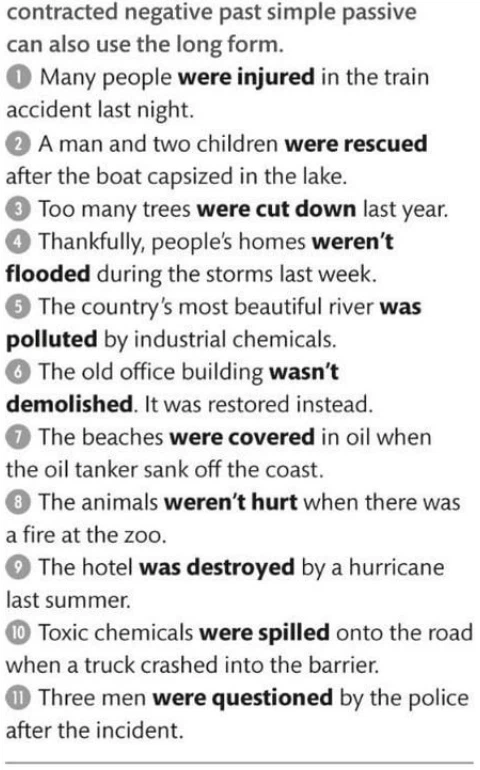 contracted negative past simple passive
can also use the long form.
1 Many people were injured in the train
accident last night.
2 A man and two children were rescued
after the boat capsized in the lake.
3 Too many trees were cut down last year.
4 Thankfully, people's homes weren't
flooded during the storms last week.
5 The country's most beautiful river was
polluted by industrial chemicals.
6 The old office building wasn't
demolished. It was restored instead.
7 The beaches were covered in oil when
the oil tanker sank off the coast.
8 The animals weren't hurt when there was
a fire at the zoo.
9 The hotel was destroyed by a hurricane
last summer.
10 Toxic chemicals were spilled onto the road
when a truck crashed into the barrier.
11 Three men were questioned by the police
after the incident.